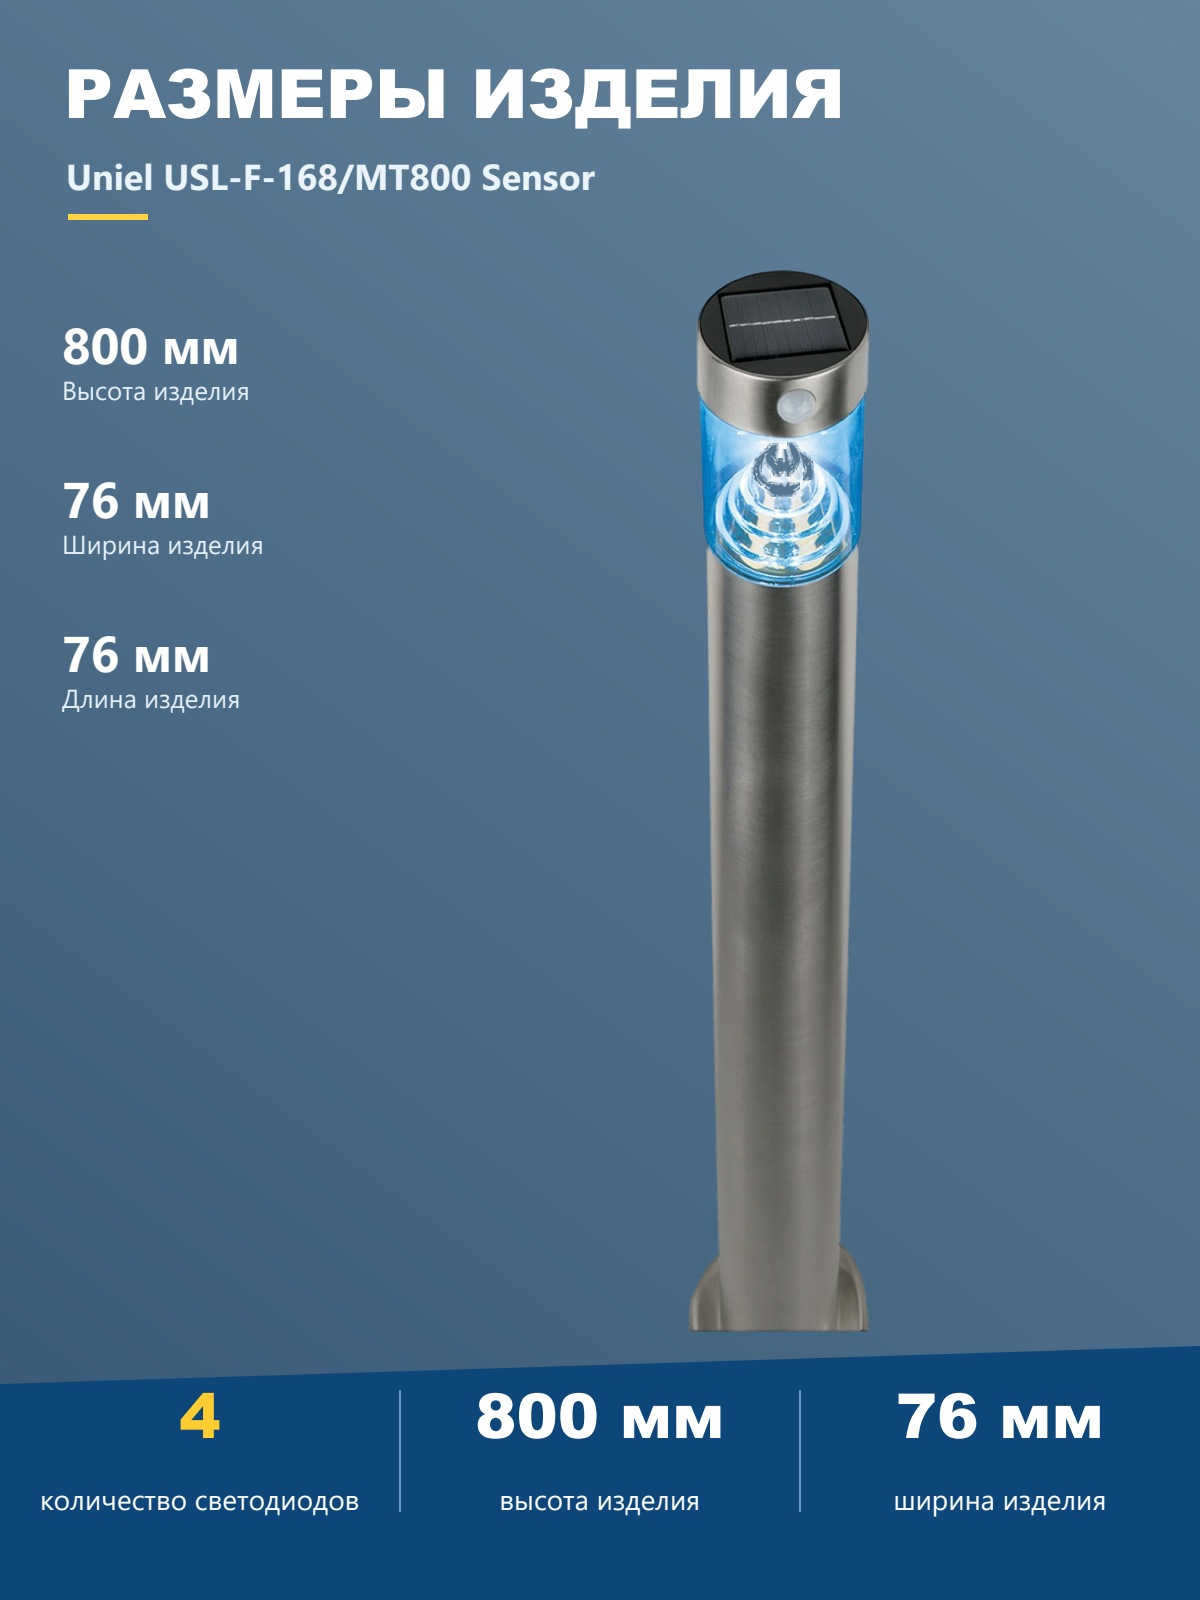 РАЗМЕРЫ ИЗДЕЛИЯ
Uniel USL-F-168/MT800 Sensor
800 мм
Высота изделия
76 мм
Ширина изделия
76 мм
Длина изделия
4
количество светодиодов
800 мм
высота изделия
76 мм
ширина изделия